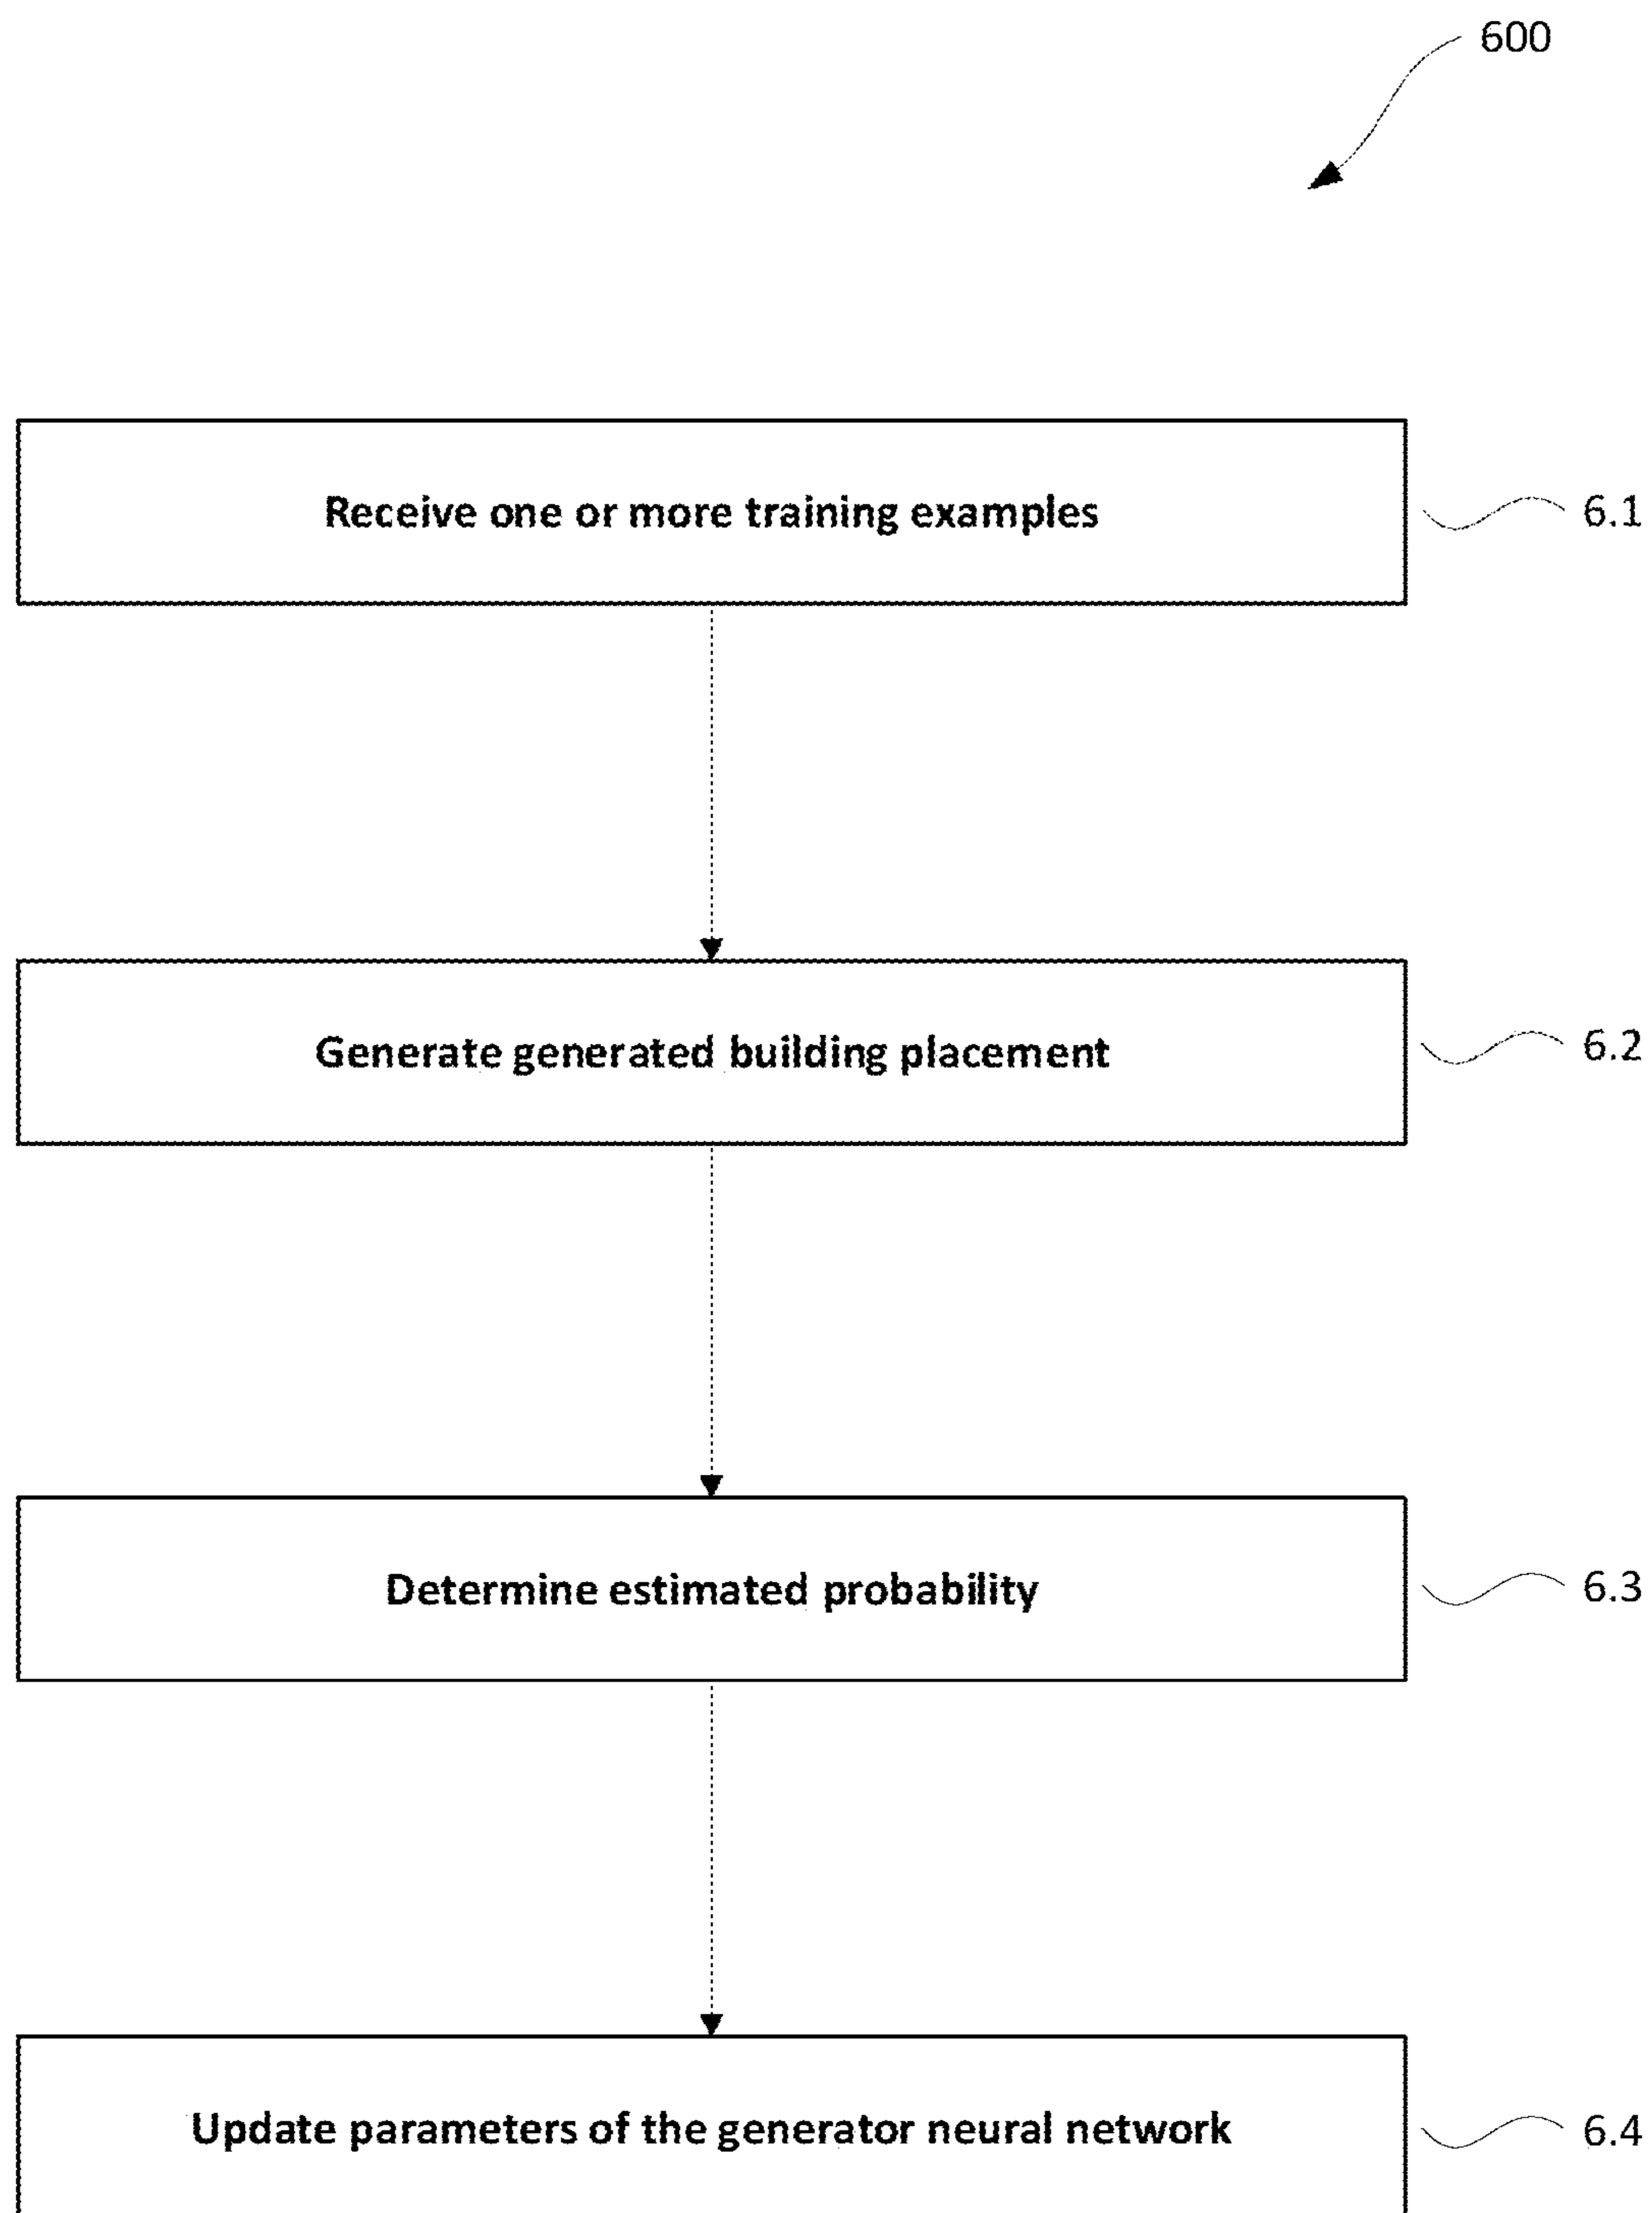 600
Receive one or more training examples
6.1
Generate generated building placement
6.2
Determine estimated probability
6.3
Update parameters of the generator neural network
6.4